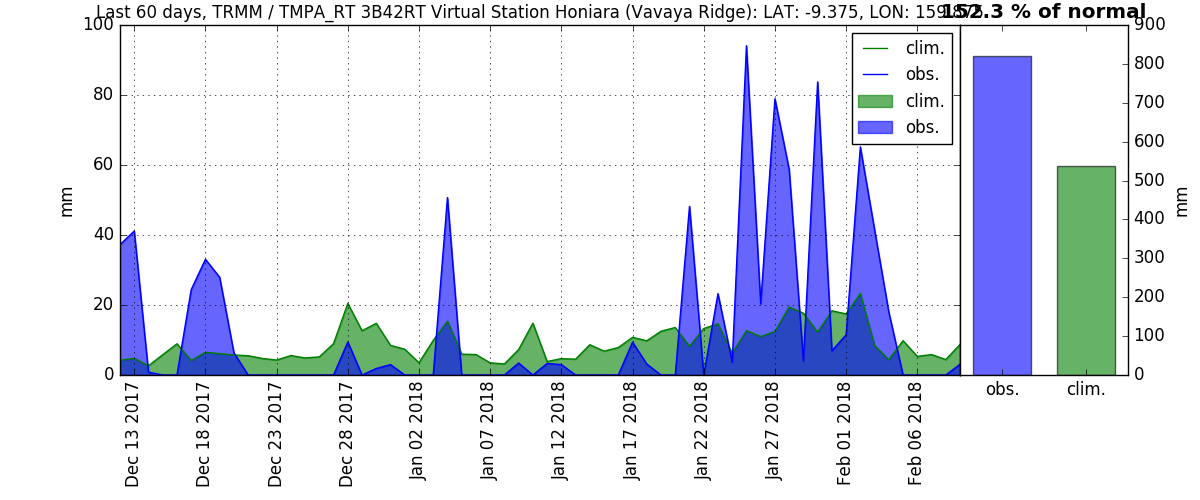 Last 60 days, TRMM / TMPA_RT 3B42RT Virtual Station Honiara (Vavaya Ridge): LAT: -9.375, LON:
152.3 % of normal
100
80
60
40
20
0
mm
clim.
obs.
clim.
obs.
Dec 13 2017
Dec 18 2017
Dec 23 2017
Dec 28 2017
Jan 02 2018
Jan 07 2018
Jan 12 2018
Jan 17 2018
Jan 22 2018
Jan 27 2018
Feb 01 2018
Feb 06 2018
900
800
700
600
500
400
300
200
100
0
mm
obs.
clim.